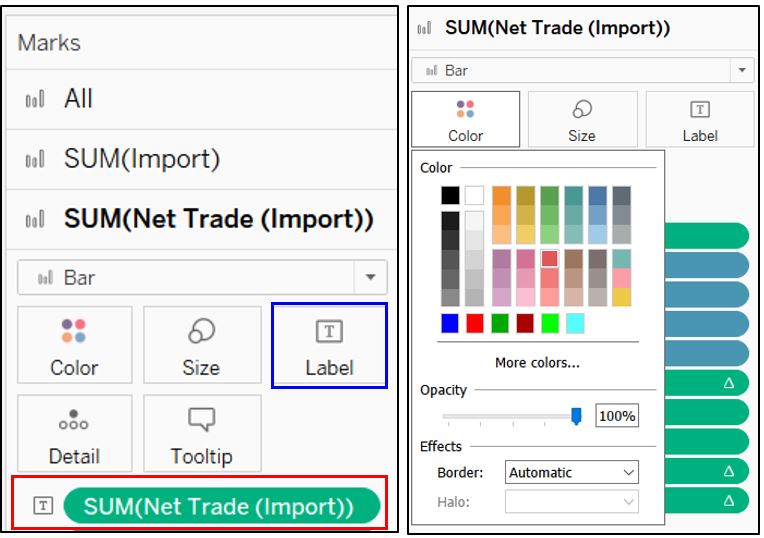 Marks
All
SUM(Import)
SUM(Net Trade (Import))
Bar
Color Size Label
Detail Tooltip
T SUM(Net Trade (Import))
SUM(Net Trade (Import))
Bar
Color Size Label
Color
More colors...
Opacity
100%
Effects
Border: Automatic
Halo: